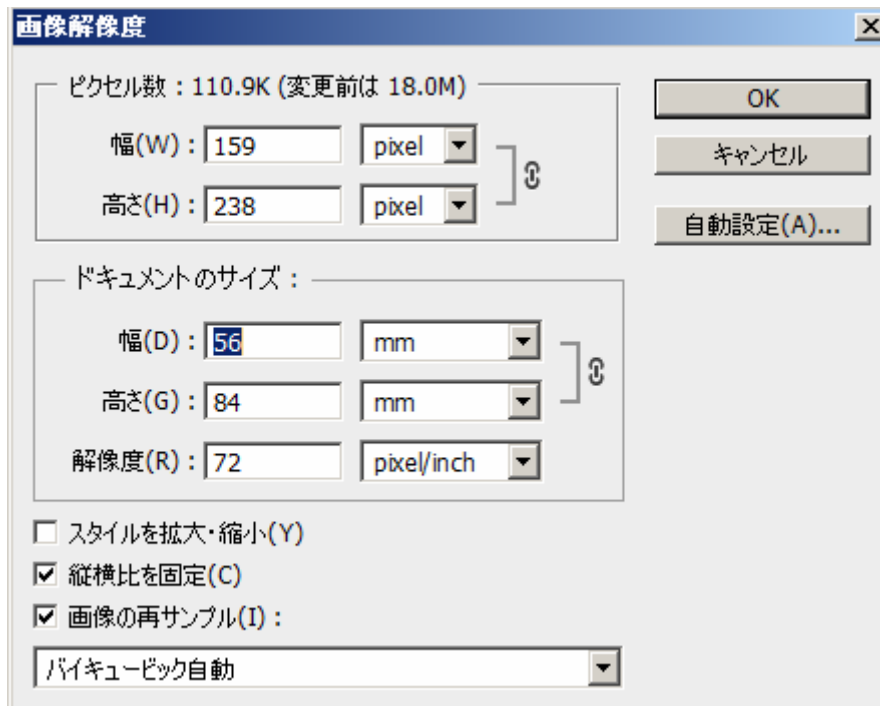 画像解像度
ピクセル数：110.9K (変更前は 18.0M)
OK
幅(W)：159 pixel
キャンセル
高さ(H)：238 pixel
自動設定(A)...
ドキュメントのサイズ：
幅(D)：56 mm
高さ(G)：84 mm
解像度(R)：72 pixel/inch
スタイルを拡大・縮小(Y)
縦横比を固定(C)
画像の再サンプル(I)：
バイキュービック自動